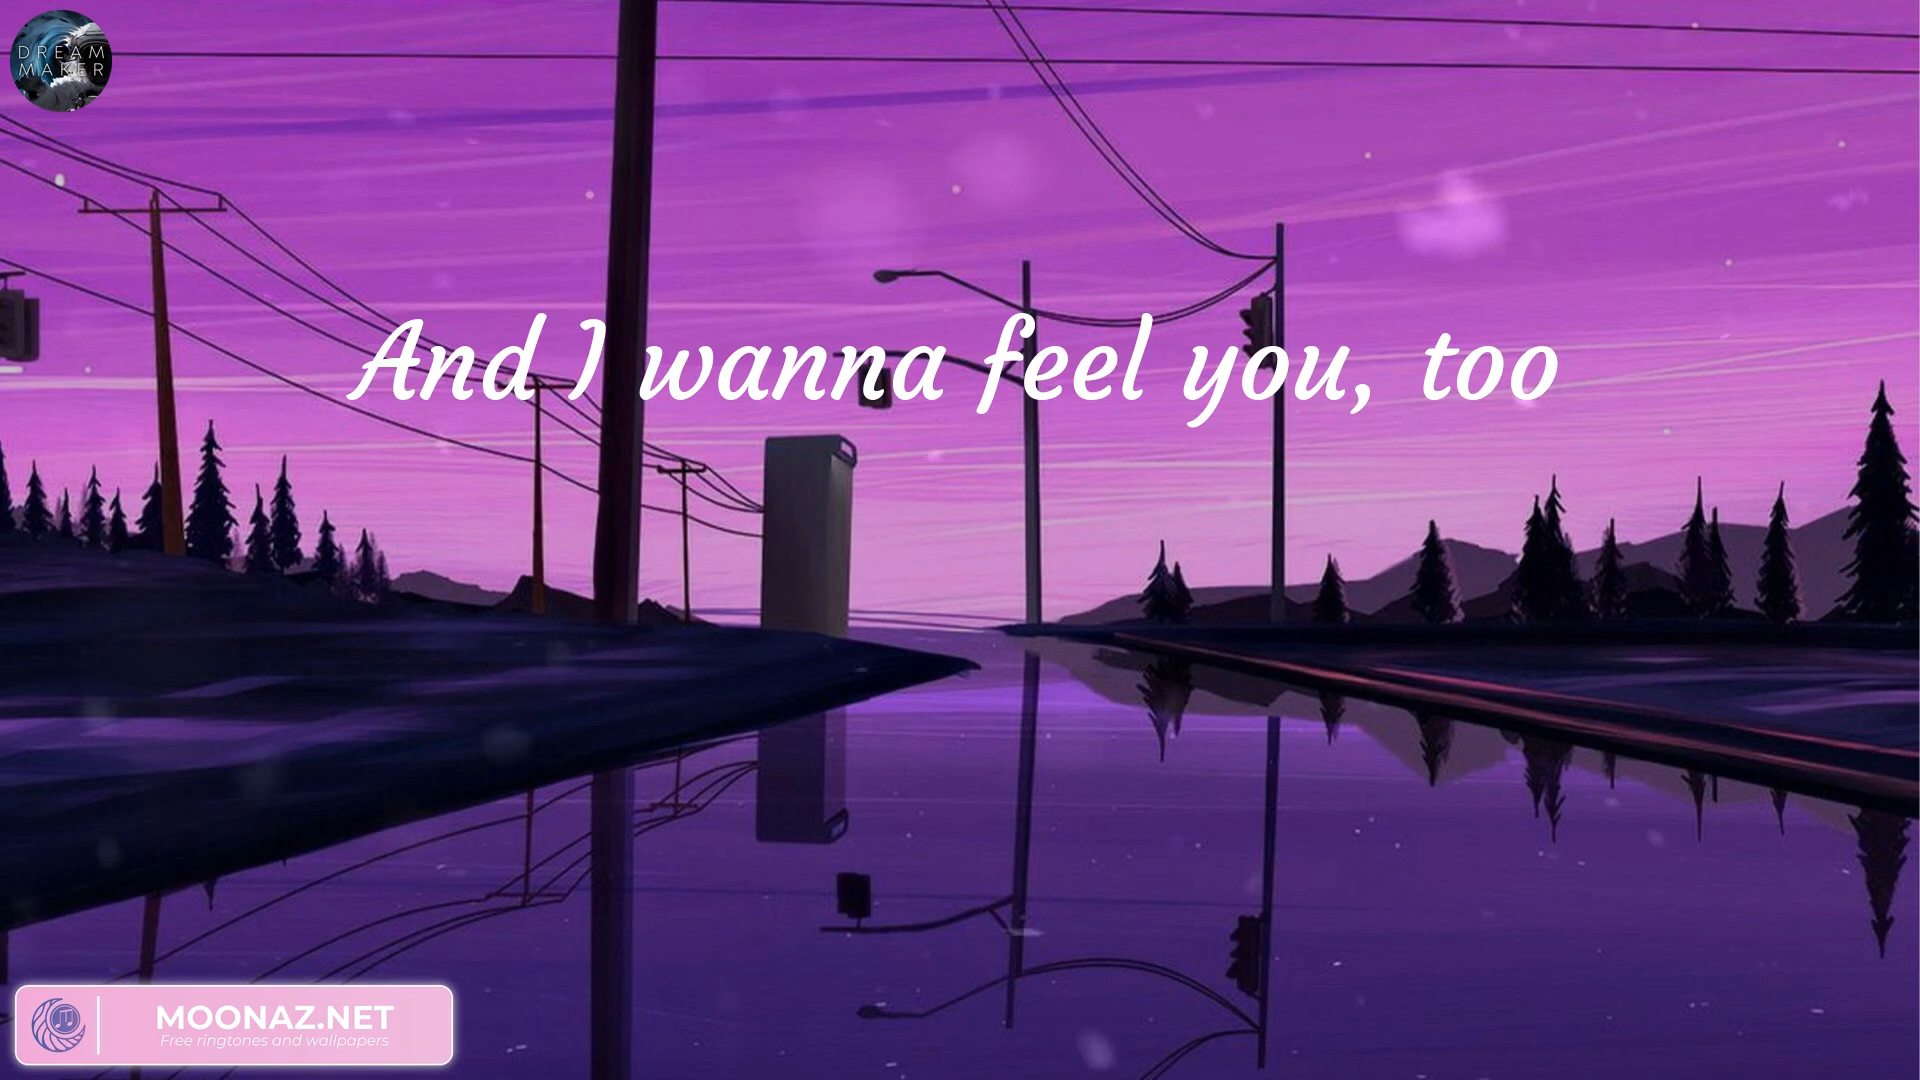 DREAM
MAKER
And I wanna feel you, too
MOONAZ.NET
Free ringtones and wallpapers